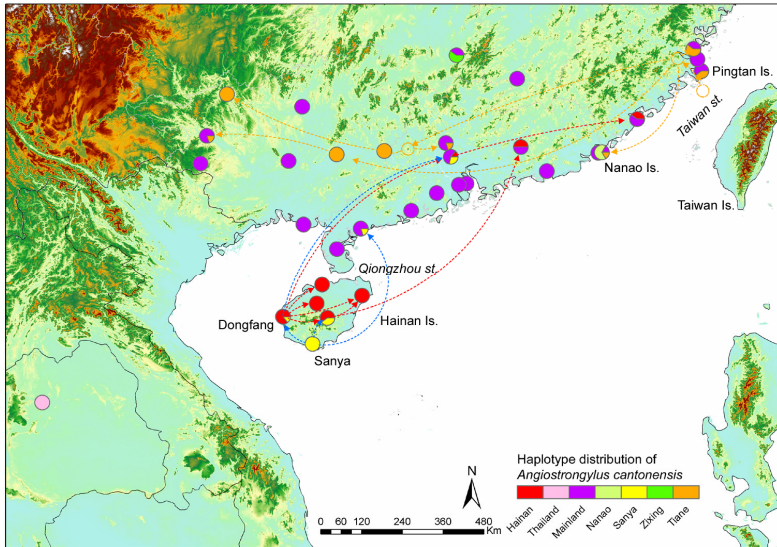 Pingtan Is.
Taiwan st.
Nanao Is.
Taiwan Is.
Qiongzhou st.
Dongfang
Hainan Is.
Sanya
N
Haplotype distribution of
Angiostrongylus cantonensis
Hainan
Thailand
Mainland
Nanao
Sanya
Zixing
Tiane
Km
0 60 120 240 360 480